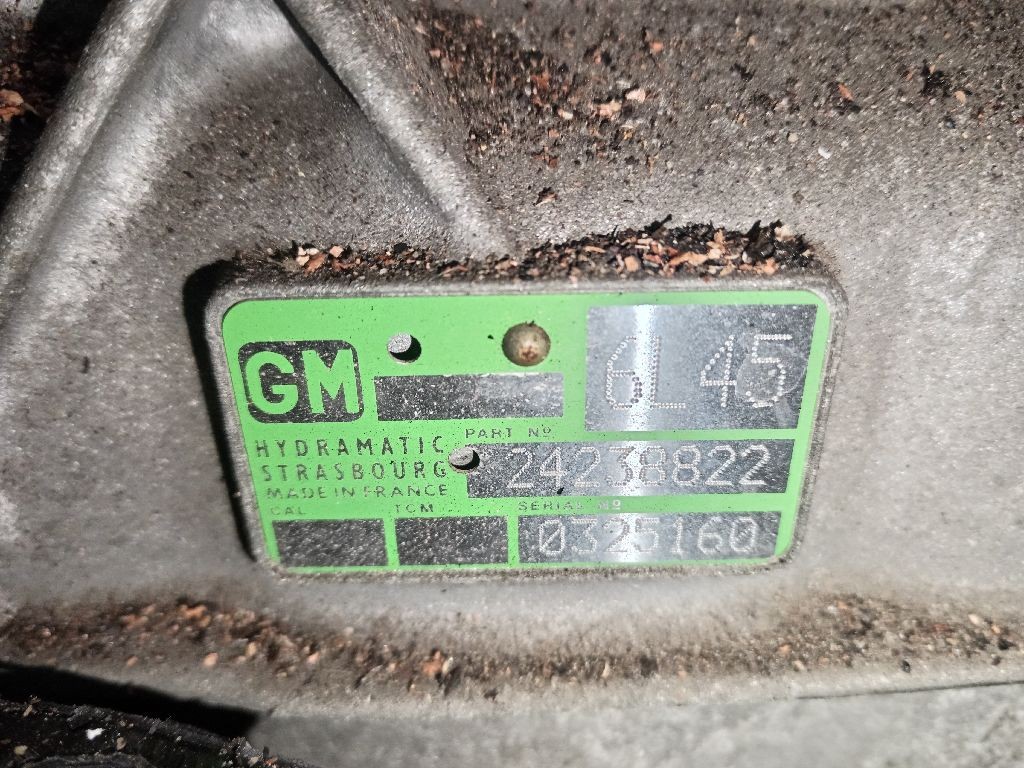 GM
6L45
HYDRAMATIC
STRASBOURG
MADE IN FRANCE
PART Nº
24238822
CAL
TCM
SERIAL Nº
0325160